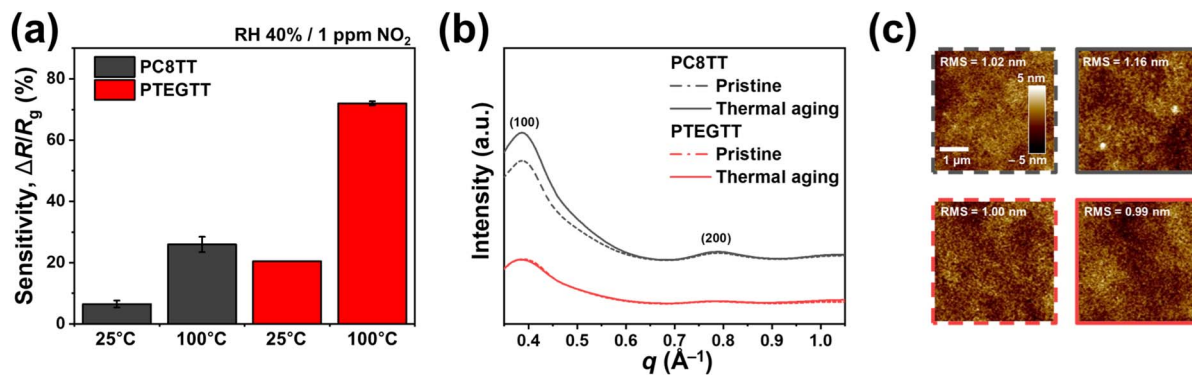 (a)
RH 40% / 1 ppm NO₂
PC8TT
PTEGTT
Sensitivity, ΔR/Rg (%)
80
60
40
20
0
25°C 100°C 25°C 100°C
(b)
PC8TT
Pristine
Thermal aging
PTEGTT
Pristine
Thermal aging
(100)
(200)
Intensity (a.u.)
0.4 0.5 0.6 0.7 0.8 0.9 1.0
q (Å⁻¹)
(c)
RMS = 1.02 nm
5 nm
1 µm
– 5 nm
RMS = 1.16 nm
RMS = 1.00 nm
RMS = 0.99 nm